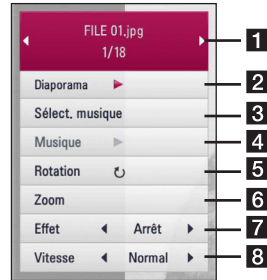 FILE 01.jpg
1/18
1
Diaporama
2
Sélect. musique
3
Musique
4
Rotation
5
Zoom
6
Effet Arrêt
7
Vitesse Normal
8